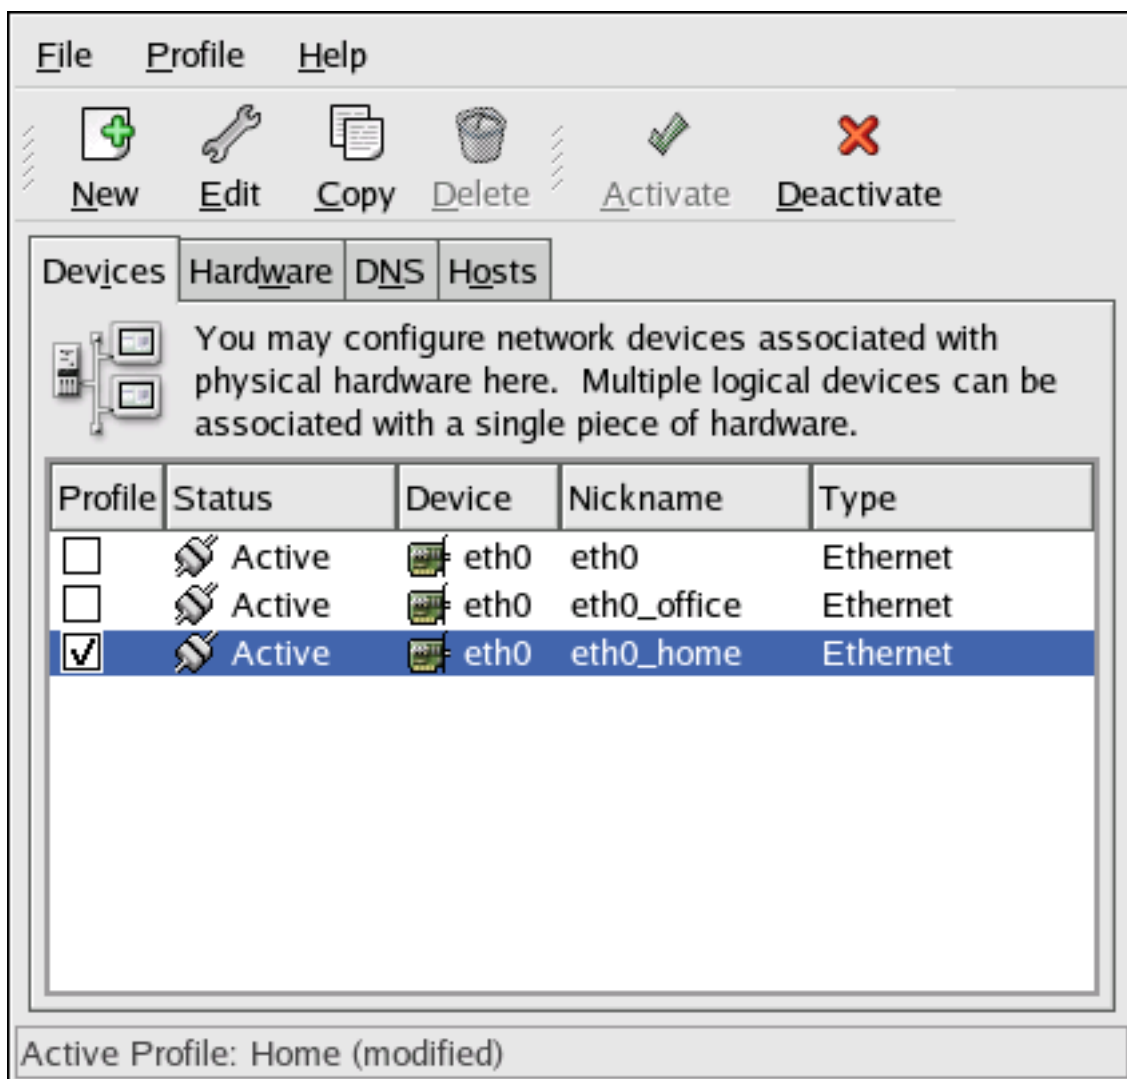 File Profile Help
New Edit Copy Delete Activate Deactivate
Devices Hardware DNS Hosts
You may configure network devices associated with
physical hardware here. Multiple logical devices can be
associated with a single piece of hardware.
Profile Status Device Nickname Type
Active eth0 eth0 Ethernet
Active eth0 eth0_office Ethernet
Active eth0 eth0_home Ethernet
Active Profile: Home (modified)